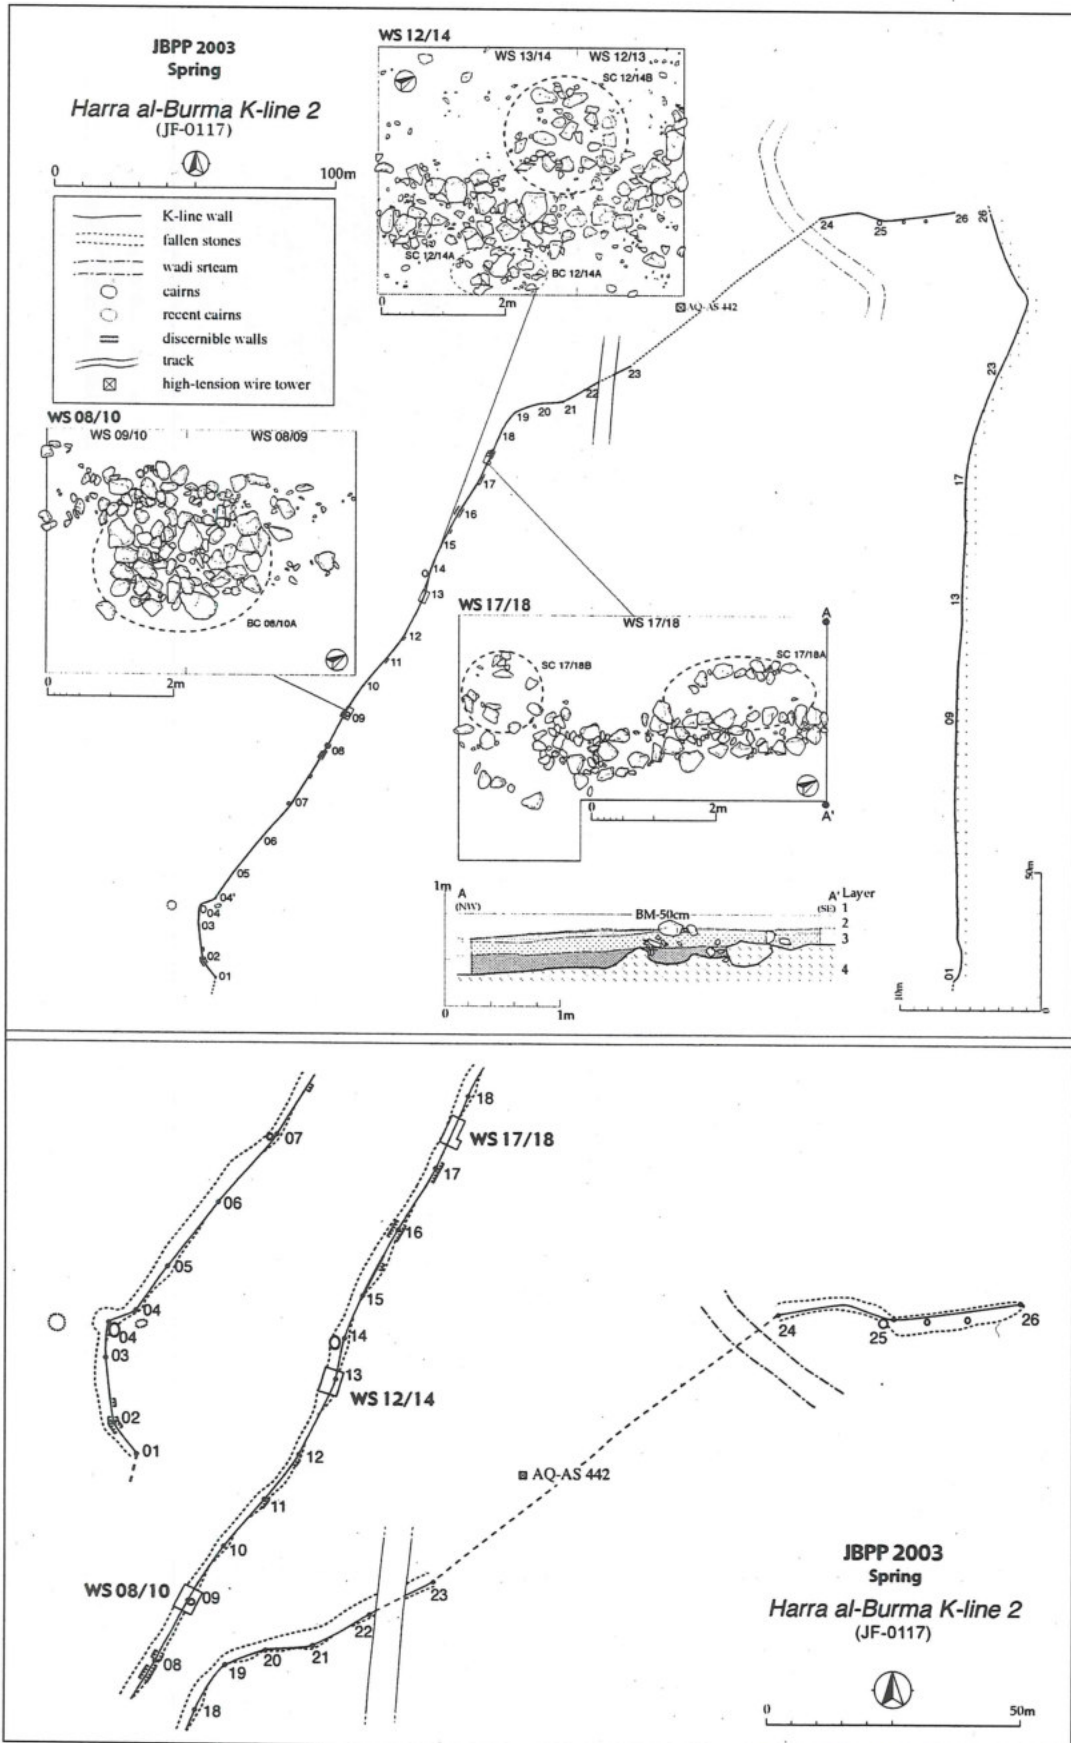 JBPP 2003
Spring
Harra al-Burma K-line 2
(JF-0117)
0 100m
K-line wall
fallen stones
wadi srteam
cairns
recent cairns
discernible walls
track
high-tension wire tower
WS 12/14
WS 13/14 WS 12/13
SC 12/14B
SC 12/14A
BC 12/14A
0 2m
AQ-AS 442
WS 08/10
WS 09/10 WS 08/09
BC 08/10A
0 2m
WS 17/18
WS 17/18
SC 17/18B
SC 17/18A
A
A'
0 2m
24
25
26
23
22
21
20
19
18
17
16
15
14
13
12
11
10
09
08
07
06
05
04'
04
03
02
01
26
23
17
13
09
01
50m
10m
0
1m
A
(NW)
BM-50cm
A'
(SE)
Layer
1
2
3
4
0 1m
07
06
05
04
04
03
02
01
18
WS 17/18
17
16
15
14
13
WS 12/14
12
11
10
WS 08/10
09
08
23
22
21
20
19
18
24
25
26
AQ-AS 442
JBPP 2003
Spring
Harra al-Burma K-line 2
(JF-0117)
0 50m